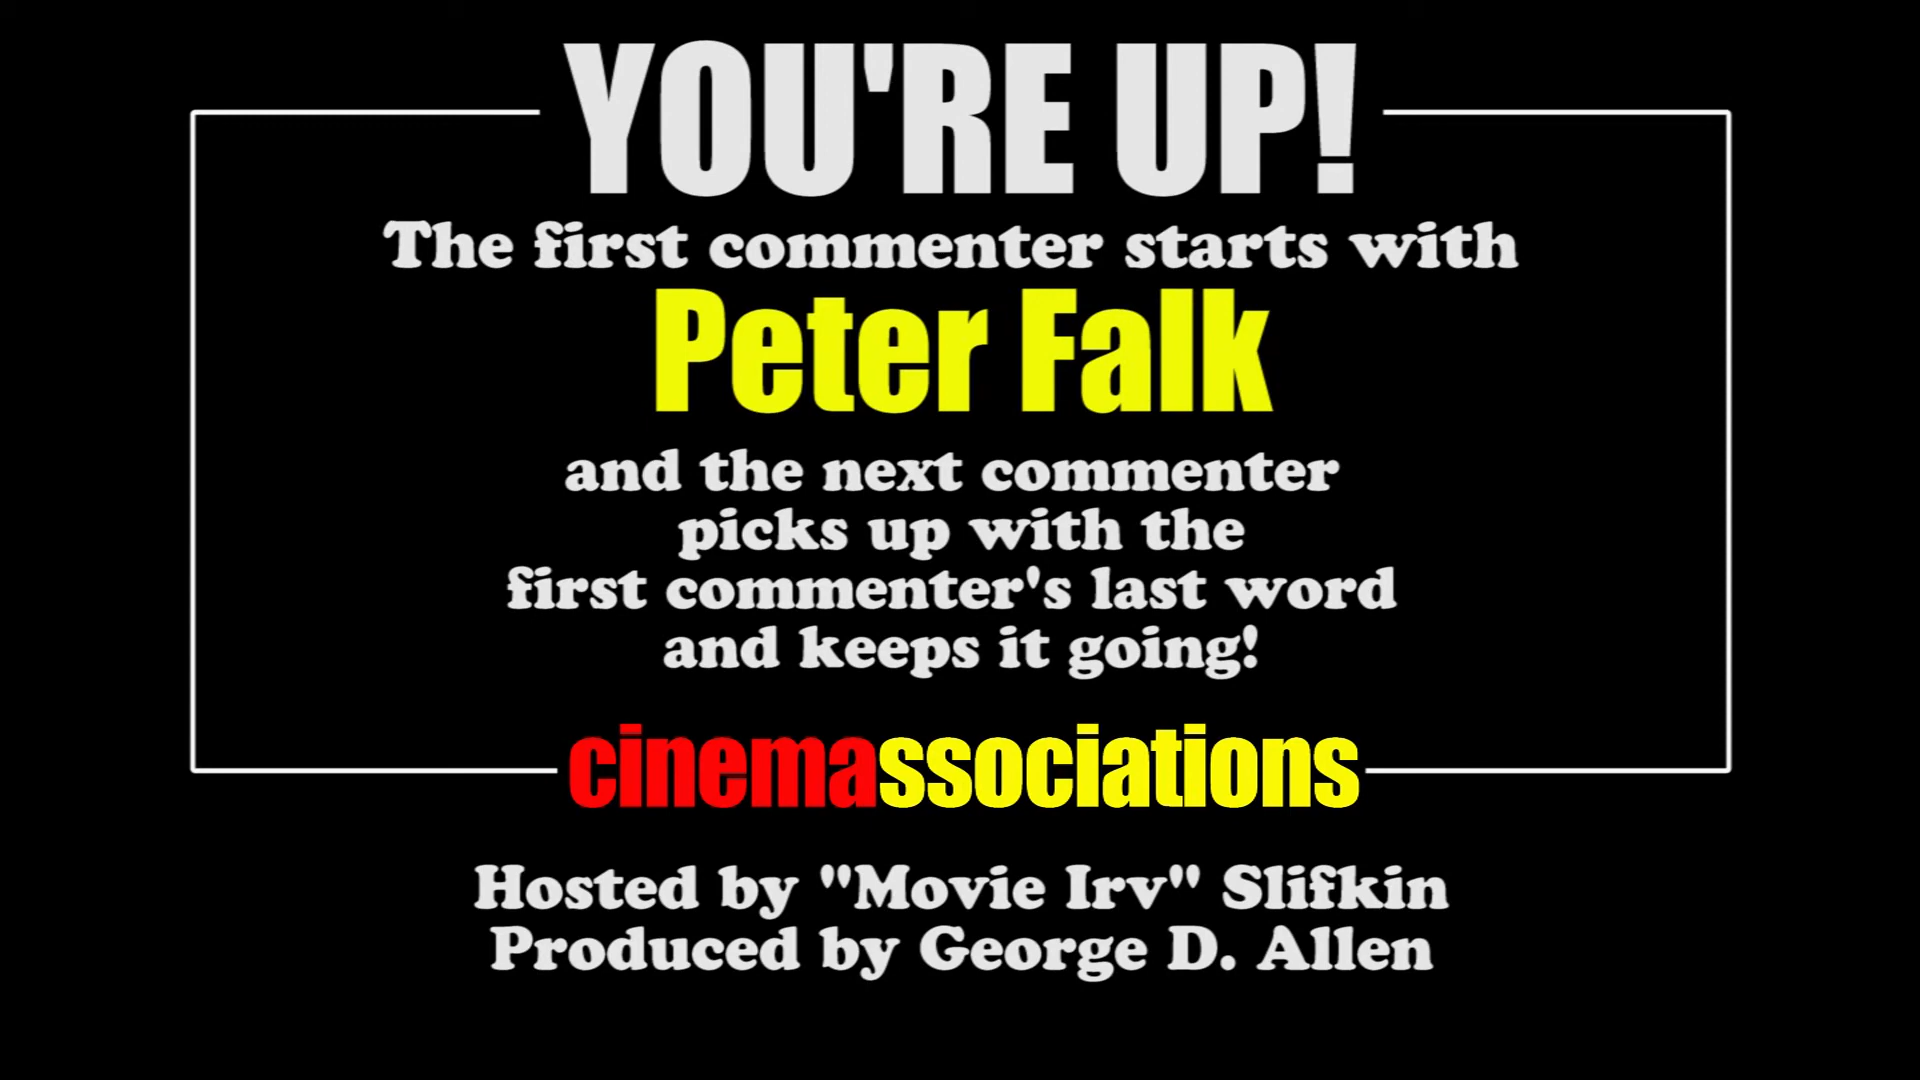 YOU'RE UP!
The first commenter starts with
Peter Falk
and the next commenter
picks up with the
first commenter's last word
and keeps it going!
cinemassociations
Hosted by "Movie Irv" Slifkin
Produced by George D. Allen